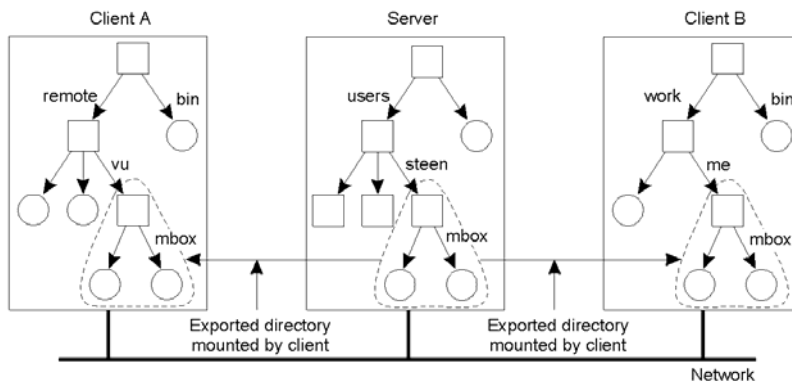 Client A
Server
Client B
remote
bin
users
work
bin
vu
steen
me
mbox
mbox
mbox
Exported directory
mounted by client
Exported directory
mounted by client
Network